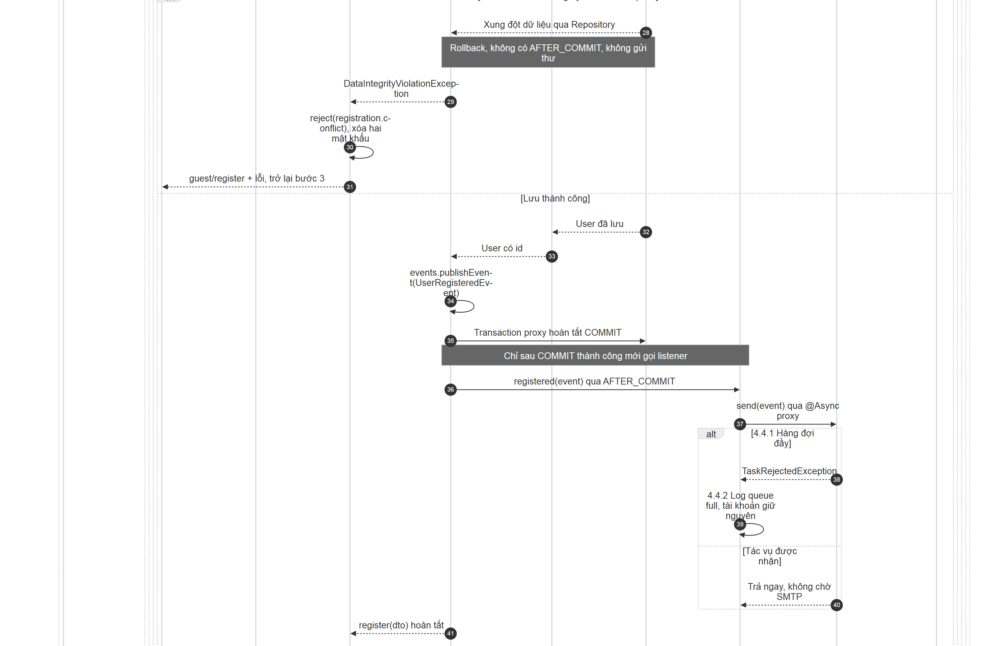 Xung đột dữ liệu qua Repository
28
Rollback, không có AFTER_COMMIT, không gửi
thư
DataIntegrityViolationExcep-
tion
29
reject(registration.c-
onflict), xóa hai
mật khẩu
30
guest/register + lỗi, trở lại bước 3
31
[Lưu thành công]
User đã lưu
32
User có id
33
events.publishEven-
t(UserRegisteredEv-
ent)
34
Transaction proxy hoàn tất COMMIT
35
Chỉ sau COMMIT thành công mới gọi listener
registered(event) qua AFTER_COMMIT
36
send(event) qua @Async
proxy
37
alt
[4.4.1 Hàng đợi
đầy]
TaskRejectedException
38
4.4.2 Log queue
full, tài khoản giữ
nguyên
39
[Tác vụ được
nhận]
Trả ngay, không chờ
SMTP
40
register(dto) hoàn tất
41